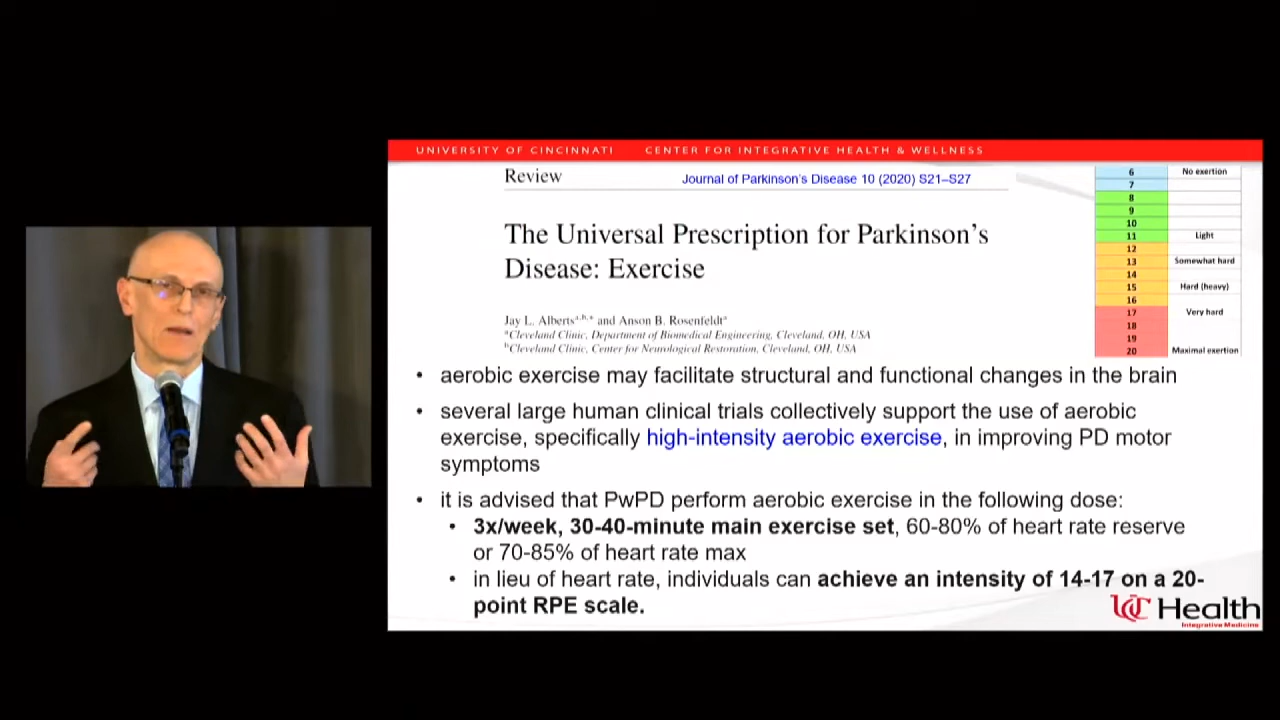 UNIVERSITY OF CINCINNATI CENTER FOR INTEGRATIVE HEALTH & WELLNESS
Review
Journal of Parkinson's Disease 10 (2020) S21–S27
The Universal Prescription for Parkinson's
Disease: Exercise
Jay L. Alberts a,b,* and Anson B. Rosenfeldt a
a Cleveland Clinic, Department of Biomedical Engineering, Cleveland, OH, USA
b Cleveland Clinic, Center for Neurological Restoration, Cleveland, OH, USA
6 No exertion
7
8
9
10
11 Light
12
13 Somewhat hard
14
15 Hard (heavy)
16
17 Very hard
18
19
20 Maximal exertion
• aerobic exercise may facilitate structural and functional changes in the brain
• several large human clinical trials collectively support the use of aerobic
exercise, specifically high-intensity aerobic exercise, in improving PD motor
symptoms
• it is advised that PwPD perform aerobic exercise in the following dose:
• 3x/week, 30-40-minute main exercise set, 60-80% of heart rate reserve
or 70-85% of heart rate max
• in lieu of heart rate, individuals can achieve an intensity of 14-17 on a 20-
point RPE scale.
UC Health
Integrative Medicine